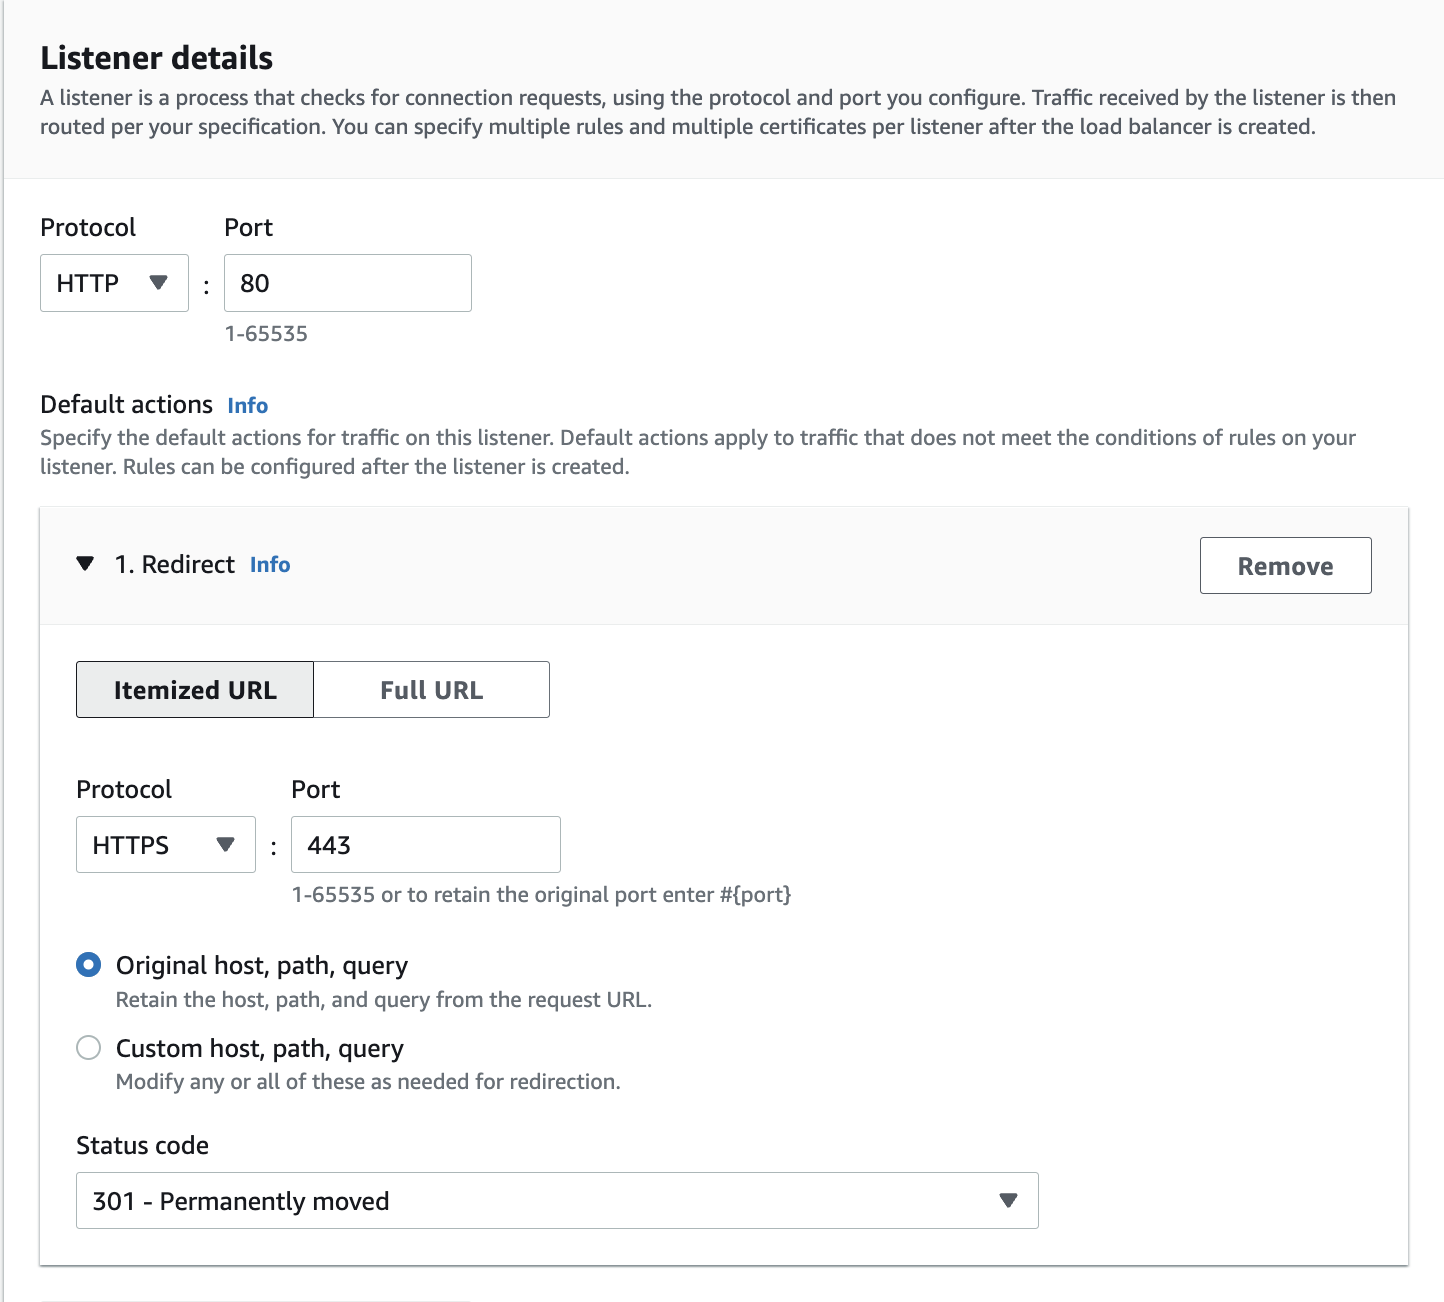 Listener details
A listener is a process that checks for connection requests, using the protocol and port you configure. Traffic received by the listener is then
routed per your specification. You can specify multiple rules and multiple certificates per listener after the load balancer is created.
Protocol Port
HTTP : 80
1-65535
Default actions Info
Specify the default actions for traffic on this listener. Default actions apply to traffic that does not meet the conditions of rules on your
listener. Rules can be configured after the listener is created.
1. Redirect Info Remove
Itemized URL Full URL
Protocol Port
HTTPS : 443
1-65535 or to retain the original port enter #{port}
Original host, path, query
Retain the host, path, and query from the request URL.
Custom host, path, query
Modify any or all of these as needed for redirection.
Status code
301 - Permanently moved